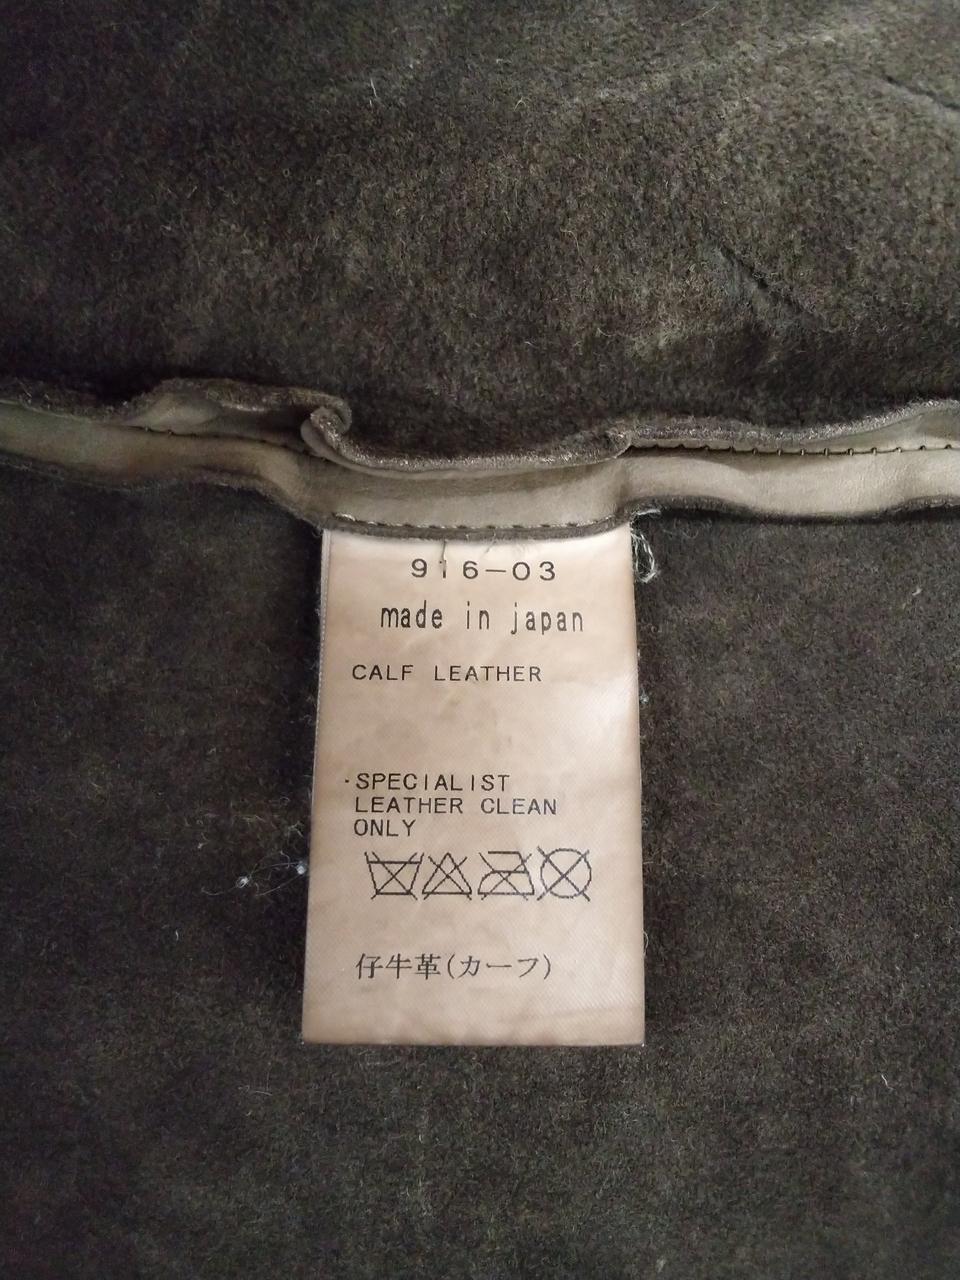 916-03
made in japan
CALF LEATHER
·SPECIALIST
LEATHER CLEAN
ONLY
仔牛革(カーフ)